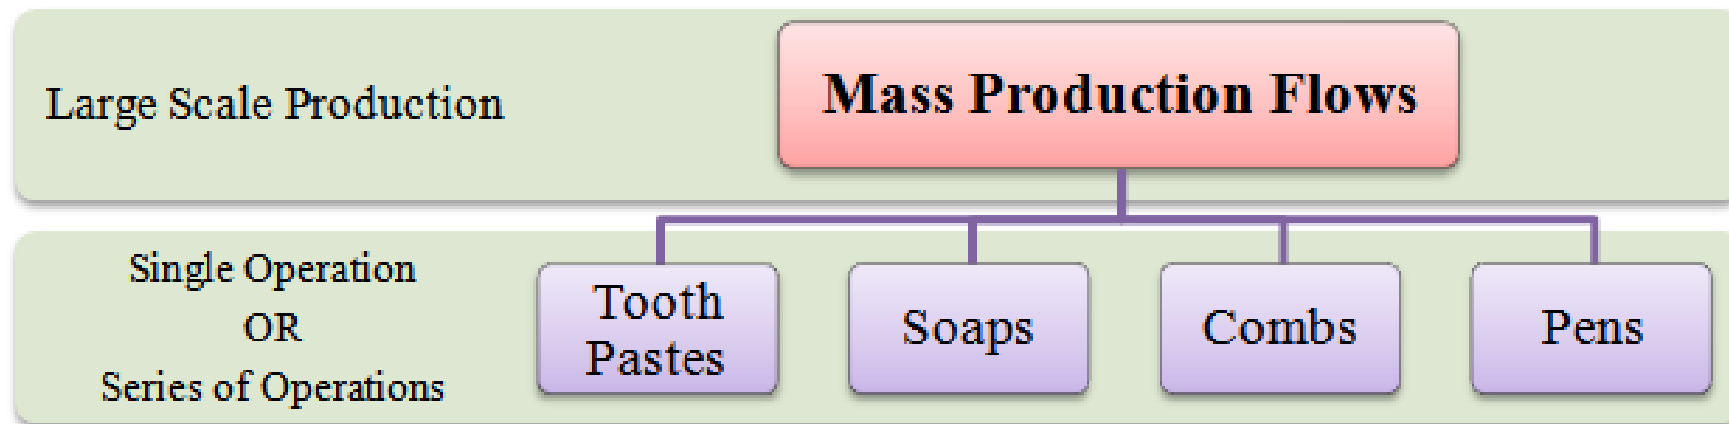 Large Scale Production
Mass Production Flows
Single Operation
OR
Series of Operations
Tooth
Pastes
Soaps
Combs
Pens